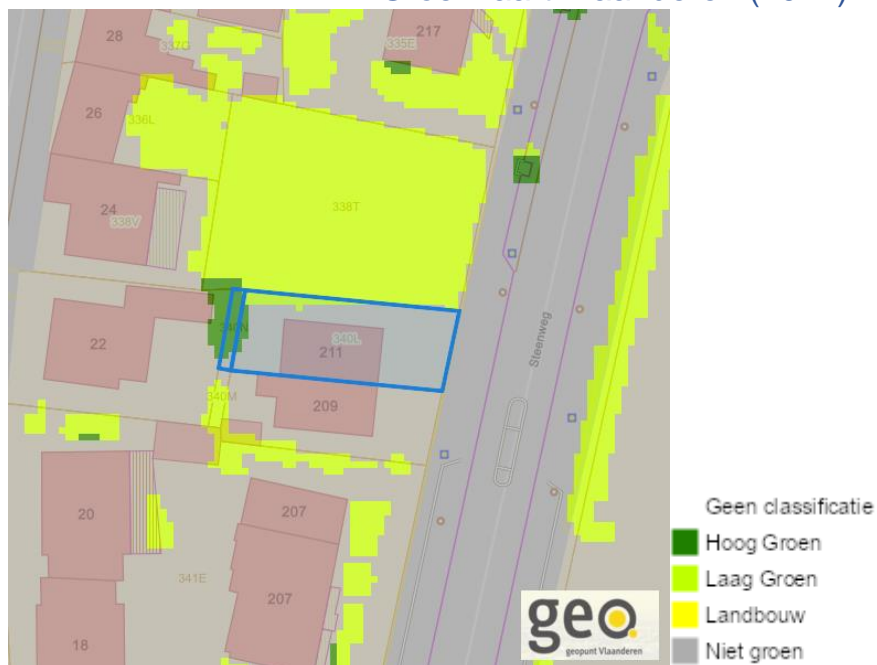 28
337G
335E
217
26
336L
24
338V
338T
22
340N
340L
211
340M
209
Steenweg
20
207
341E
207
18
geo
geopunt Vlaanderen
Geen classificatie
Hoog Groen
Laag Groen
Landbouw
Niet groen